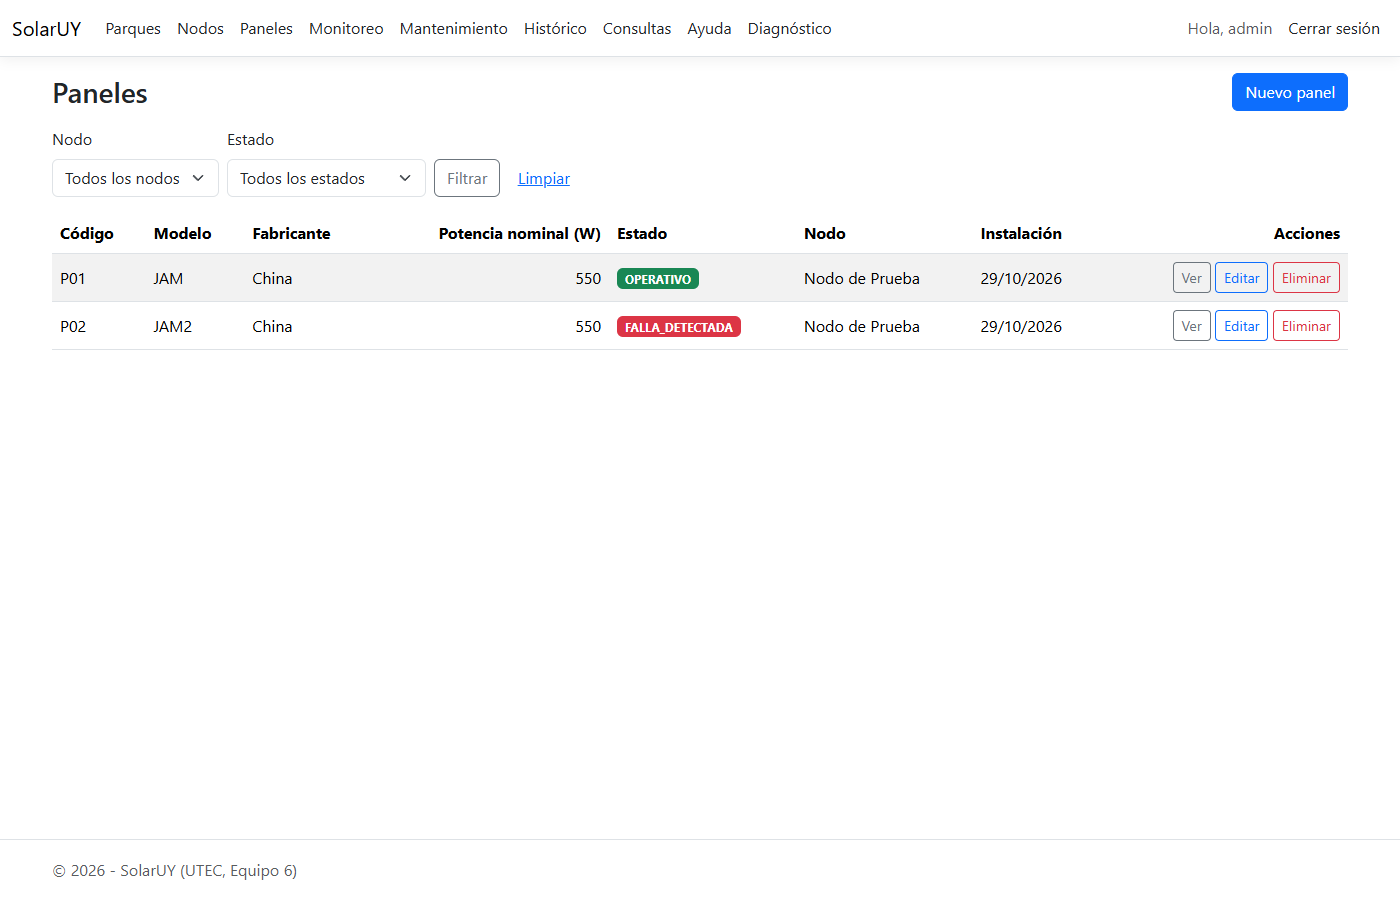 SolarUY Parques Nodos Paneles Monitoreo Mantenimiento Histórico Consultas Ayuda Diagnóstico Hola, admin Cerrar sesión
Paneles Nuevo panel
Nodo Estado
Todos los nodos Todos los estados Filtrar Limpiar
Código Modelo Fabricante Potencia nominal (W) Estado Nodo Instalación Acciones
P01 JAM China 550 OPERATIVO Nodo de Prueba 29/10/2026 Ver Editar Eliminar
P02 JAM2 China 550 FALLA_DETECTADA Nodo de Prueba 29/10/2026 Ver Editar Eliminar
© 2026 - SolarUY (UTEC, Equipo 6)